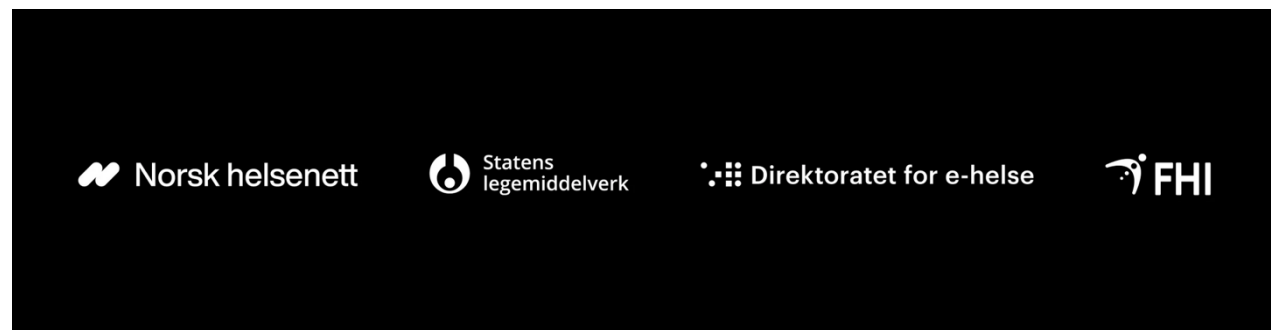 Norsk helsenett
Statens
legemiddelverk
Direktoratet for e-helse
FHI